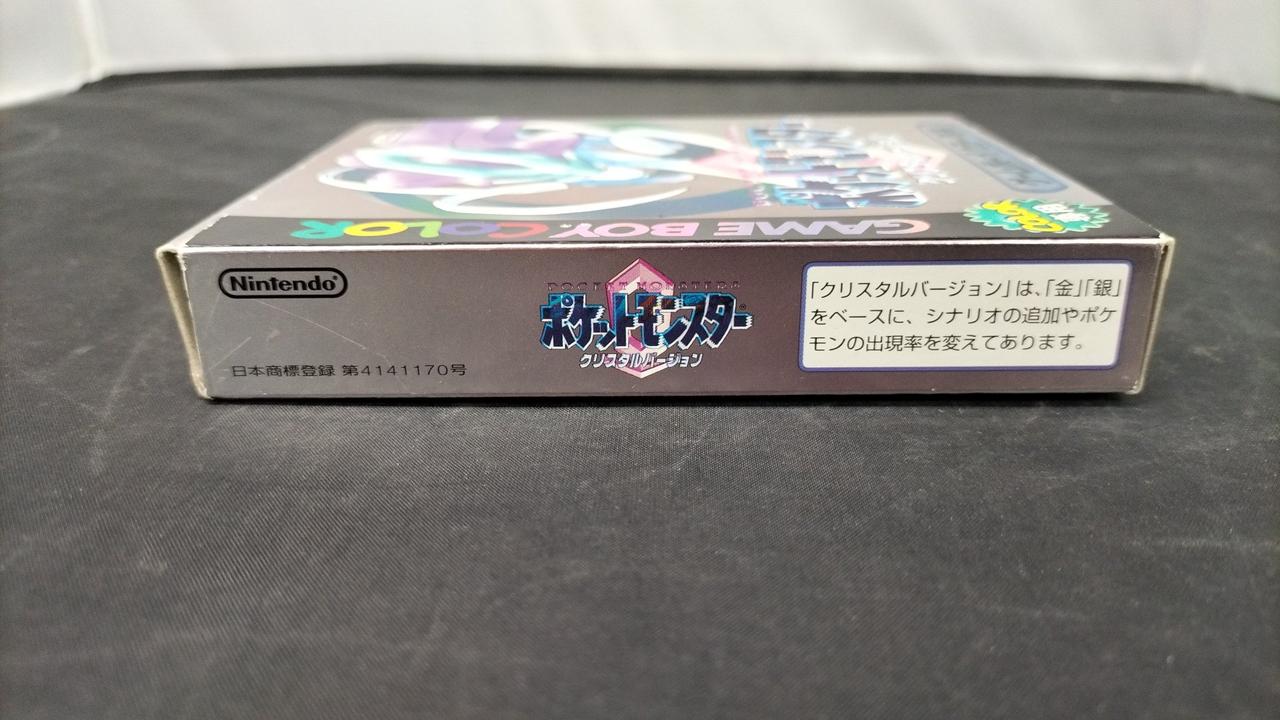 GAME BOY COLOR
Nintendo®
日本商標登録 第4141170号
POCKET MONSTERS
ポケットモンスター
クリスタルバージョン
「クリスタルバージョン」は、「金」「銀」
をベースに、シナリオの追加やポケ
モンの出現率を変えてあります。